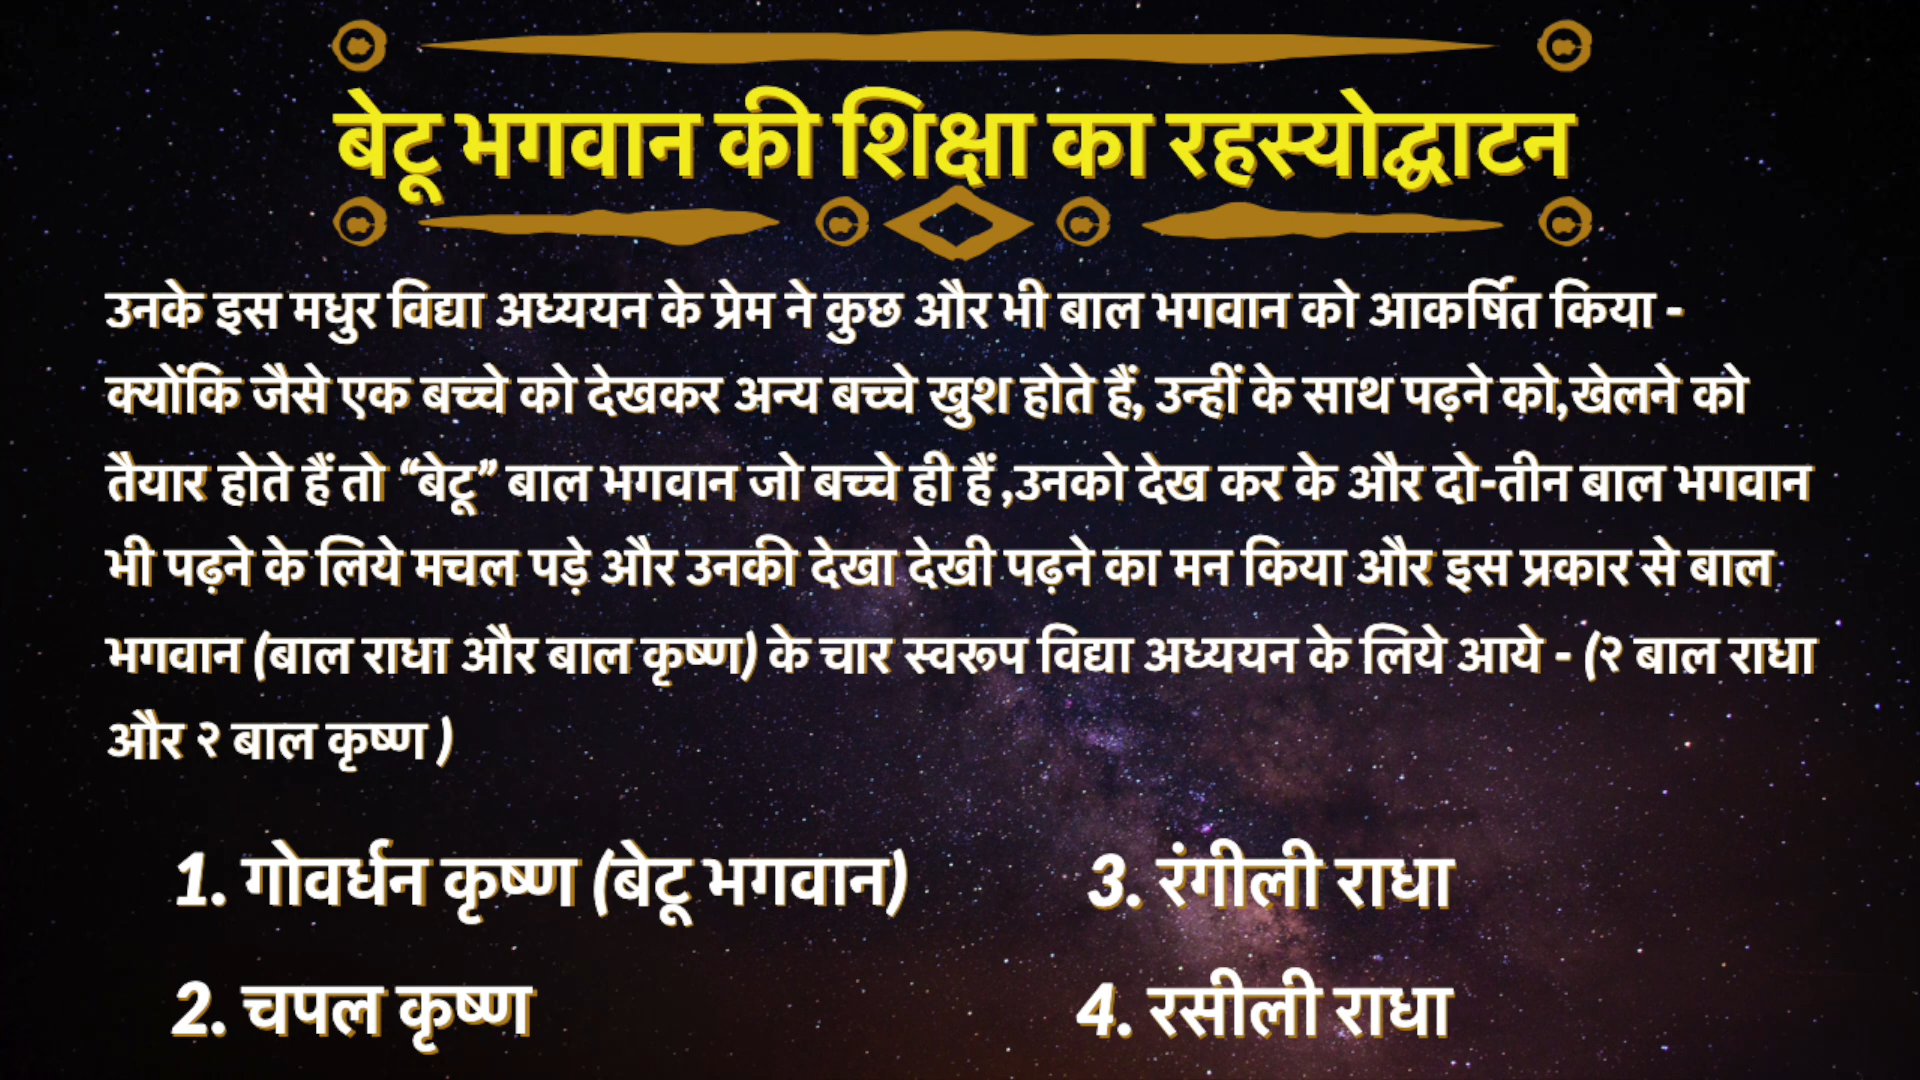 बेटू भगवान की शिक्षा का रहस्योद्घाटन
उनके इस मधुर विद्या अध्ययन के प्रेम ने कुछ और भी बाल भगवान को आकर्षित किया -
क्योंकि जैसे एक बच्चे को देखकर अन्य बच्चे खुश होते हैं, उन्हीं के साथ पढ़ने को,खेलने को
तैयार होते हैं तो “बेटू” बाल भगवान जो बच्चे ही हैं ,उनको देख कर के और दो-तीन बाल भगवान
भी पढ़ने के लिये मचल पड़े और उनकी देखा देखी पढ़ने का मन किया और इस प्रकार से बाल
भगवान (बाल राधा और बाल कृष्ण) के चार स्वरूप विद्या अध्ययन के लिये आये - (२ बाल राधा
और २ बाल कृष्ण )
1. गोवर्धन कृष्ण (बेटू भगवान)
2. चपल कृष्ण
3. रंगीली राधा
4. रसीली राधा